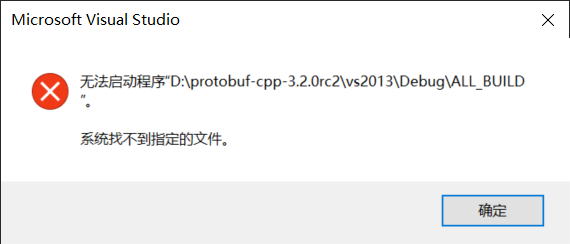 Microsoft Visual Studio
无法启动程序“D:\protobuf-cpp-3.2.0rc2\vs2013\Debug\ALL_BUILD
”。
系统找不到指定的文件。
确定